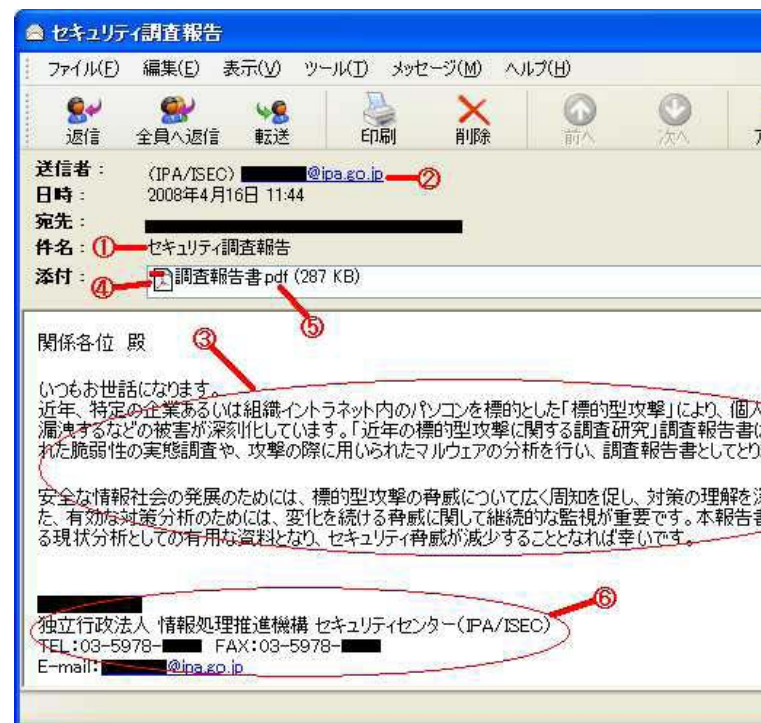 セキュリティ調査報告
ファイル(F) 編集(E) 表示(V) ツール(T) メッセージ(M) ヘルプ(H)
返信 全員へ返信 転送 印刷 削除 前へ 次へ
送信者： (IPA/ISEC) @ipa.go.jp ②
日時： 2008年4月16日 11:44
宛先：
件名： ① セキュリティ調査報告
添付： ④ 調査報告書pdf (287 KB)
⑤
関係各位 殿 ③
いつもお世話になります。
近年、特定の企業あるいは組織イントラネット内のパソコンを標的とした「標的型攻撃」により、個人
漏洩するなどの被害が深刻化しています。「近年の標的型攻撃に関する調査研究」調査報告書に
れた脆弱性の実態調査や、攻撃の際に用いられたマルウェアの分析を行い、調査報告書としてとり
安全な情報社会の発展のためには、標的型攻撃の脅威について広く周知を促し、対策の理解を深
た、有効な対策分析のためには、変化を続ける脅威に関して継続的な監視が重要です。本報告書
る現状分析としての有用な資料となり、セキュリティ脅威が減少することとなれば幸いです。
⑥
独立行政法人 情報処理推進機構 セキュリティセンター(IPA/ISEC)
TEL:03-5978- FAX:03-5978-
E-mail: @ipa.go.jp